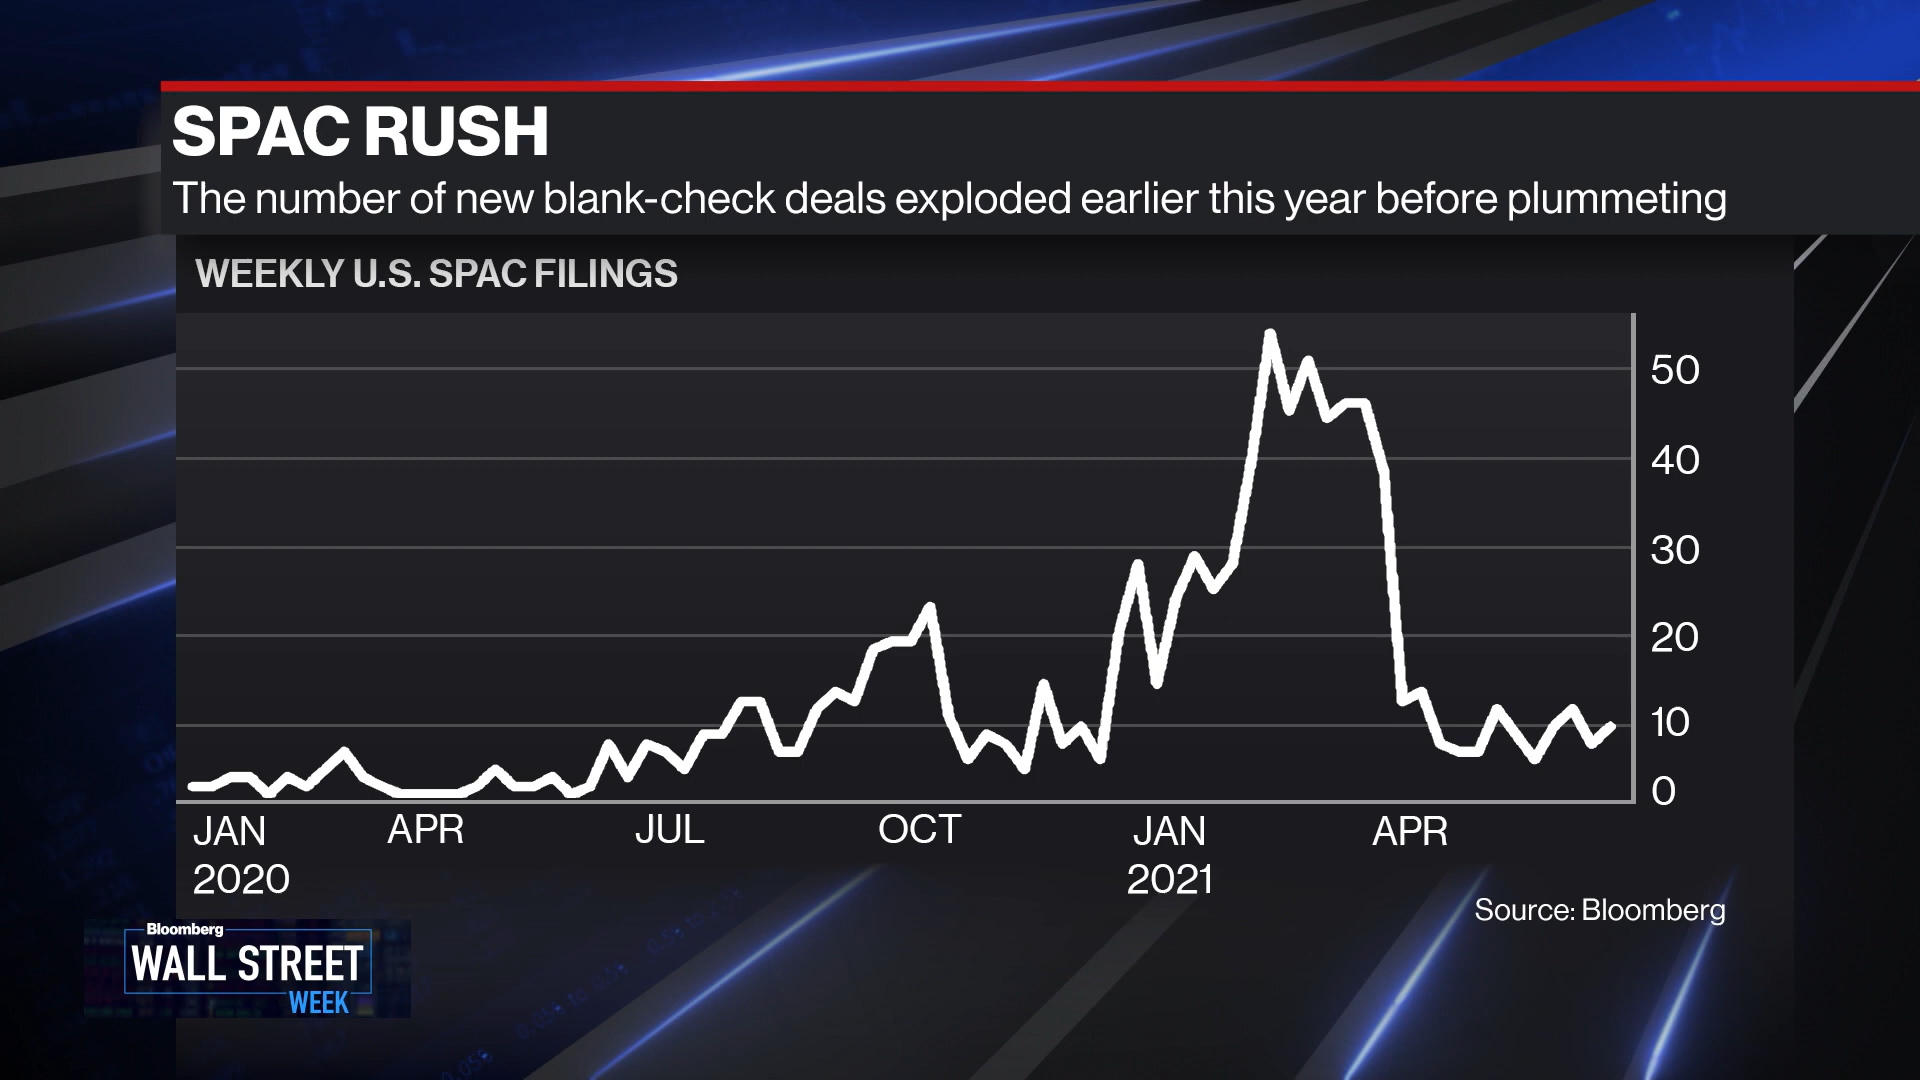 SPAC RUSH
The number of new blank-check deals exploded earlier this year before plummeting
WEEKLY U.S. SPAC FILINGS
50
40
30
20
10
0
JAN APR JUL OCT JAN APR
2020 2021
Source: Bloomberg
Bloomberg
WALL STREET
WEEK